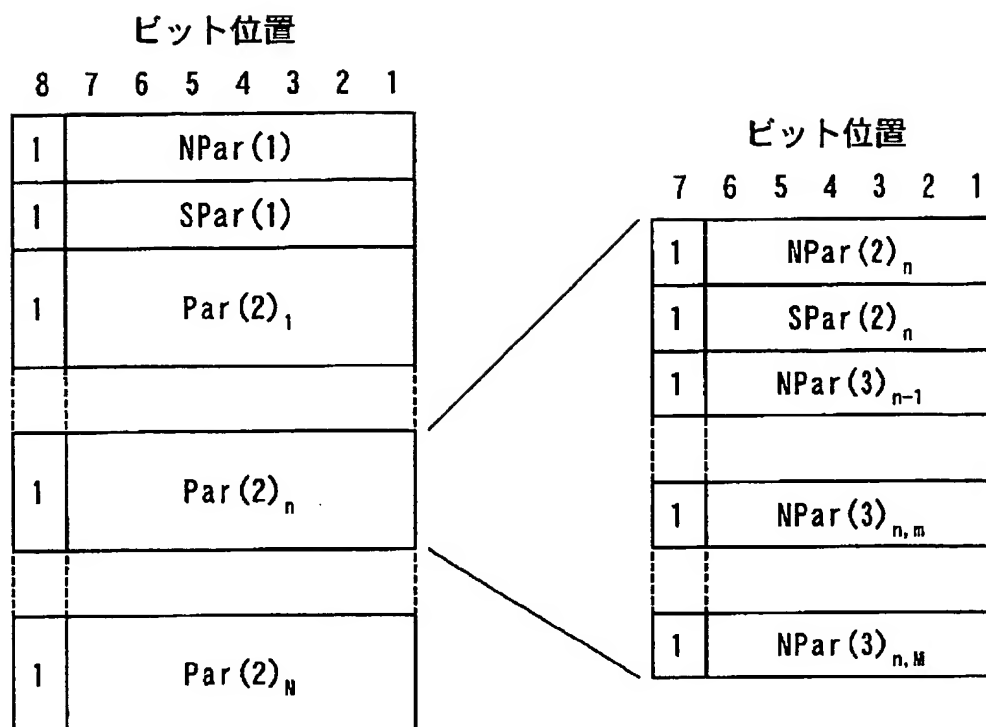 ビット位置
8 7 6 5 4 3 2 1
1 NPar(1)
1 SPar(1)
1 Par(2)₁
1 Par(2)ₙ
1 Par(2)N
ビット位置
7 6 5 4 3 2 1
1 NPar(2)ₙ
1 SPar(2)ₙ
1 NPar(3)ₙ₋₁
1 NPar(3)n,m
1 NPar(3)n,M